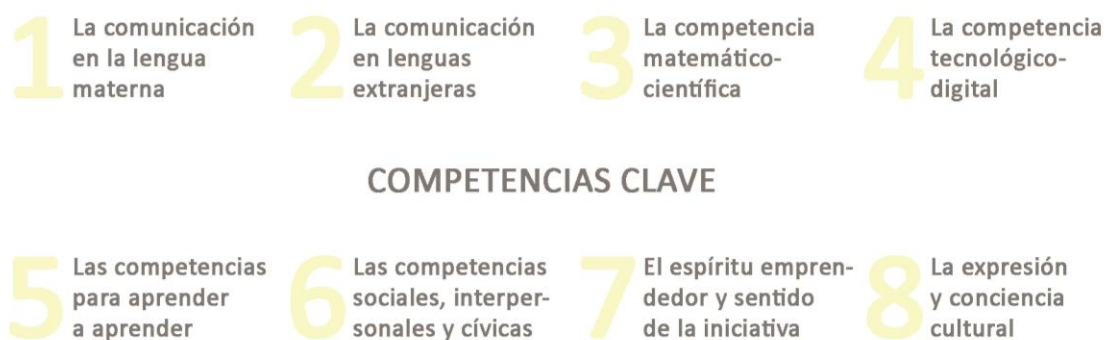 1 La comunicación
en la lengua
materna
2 La comunicación
en lenguas
extranjeras
3 La competencia
matemático-
científica
4 La competencia
tecnológico-
digital
COMPETENCIAS CLAVE
5 Las competencias
para aprender
a aprender
6 Las competencias
sociales, interper-
sonales y cívicas
7 El espíritu empren-
dedor y sentido
de la iniciativa
8 La expresión
y conciencia
cultural